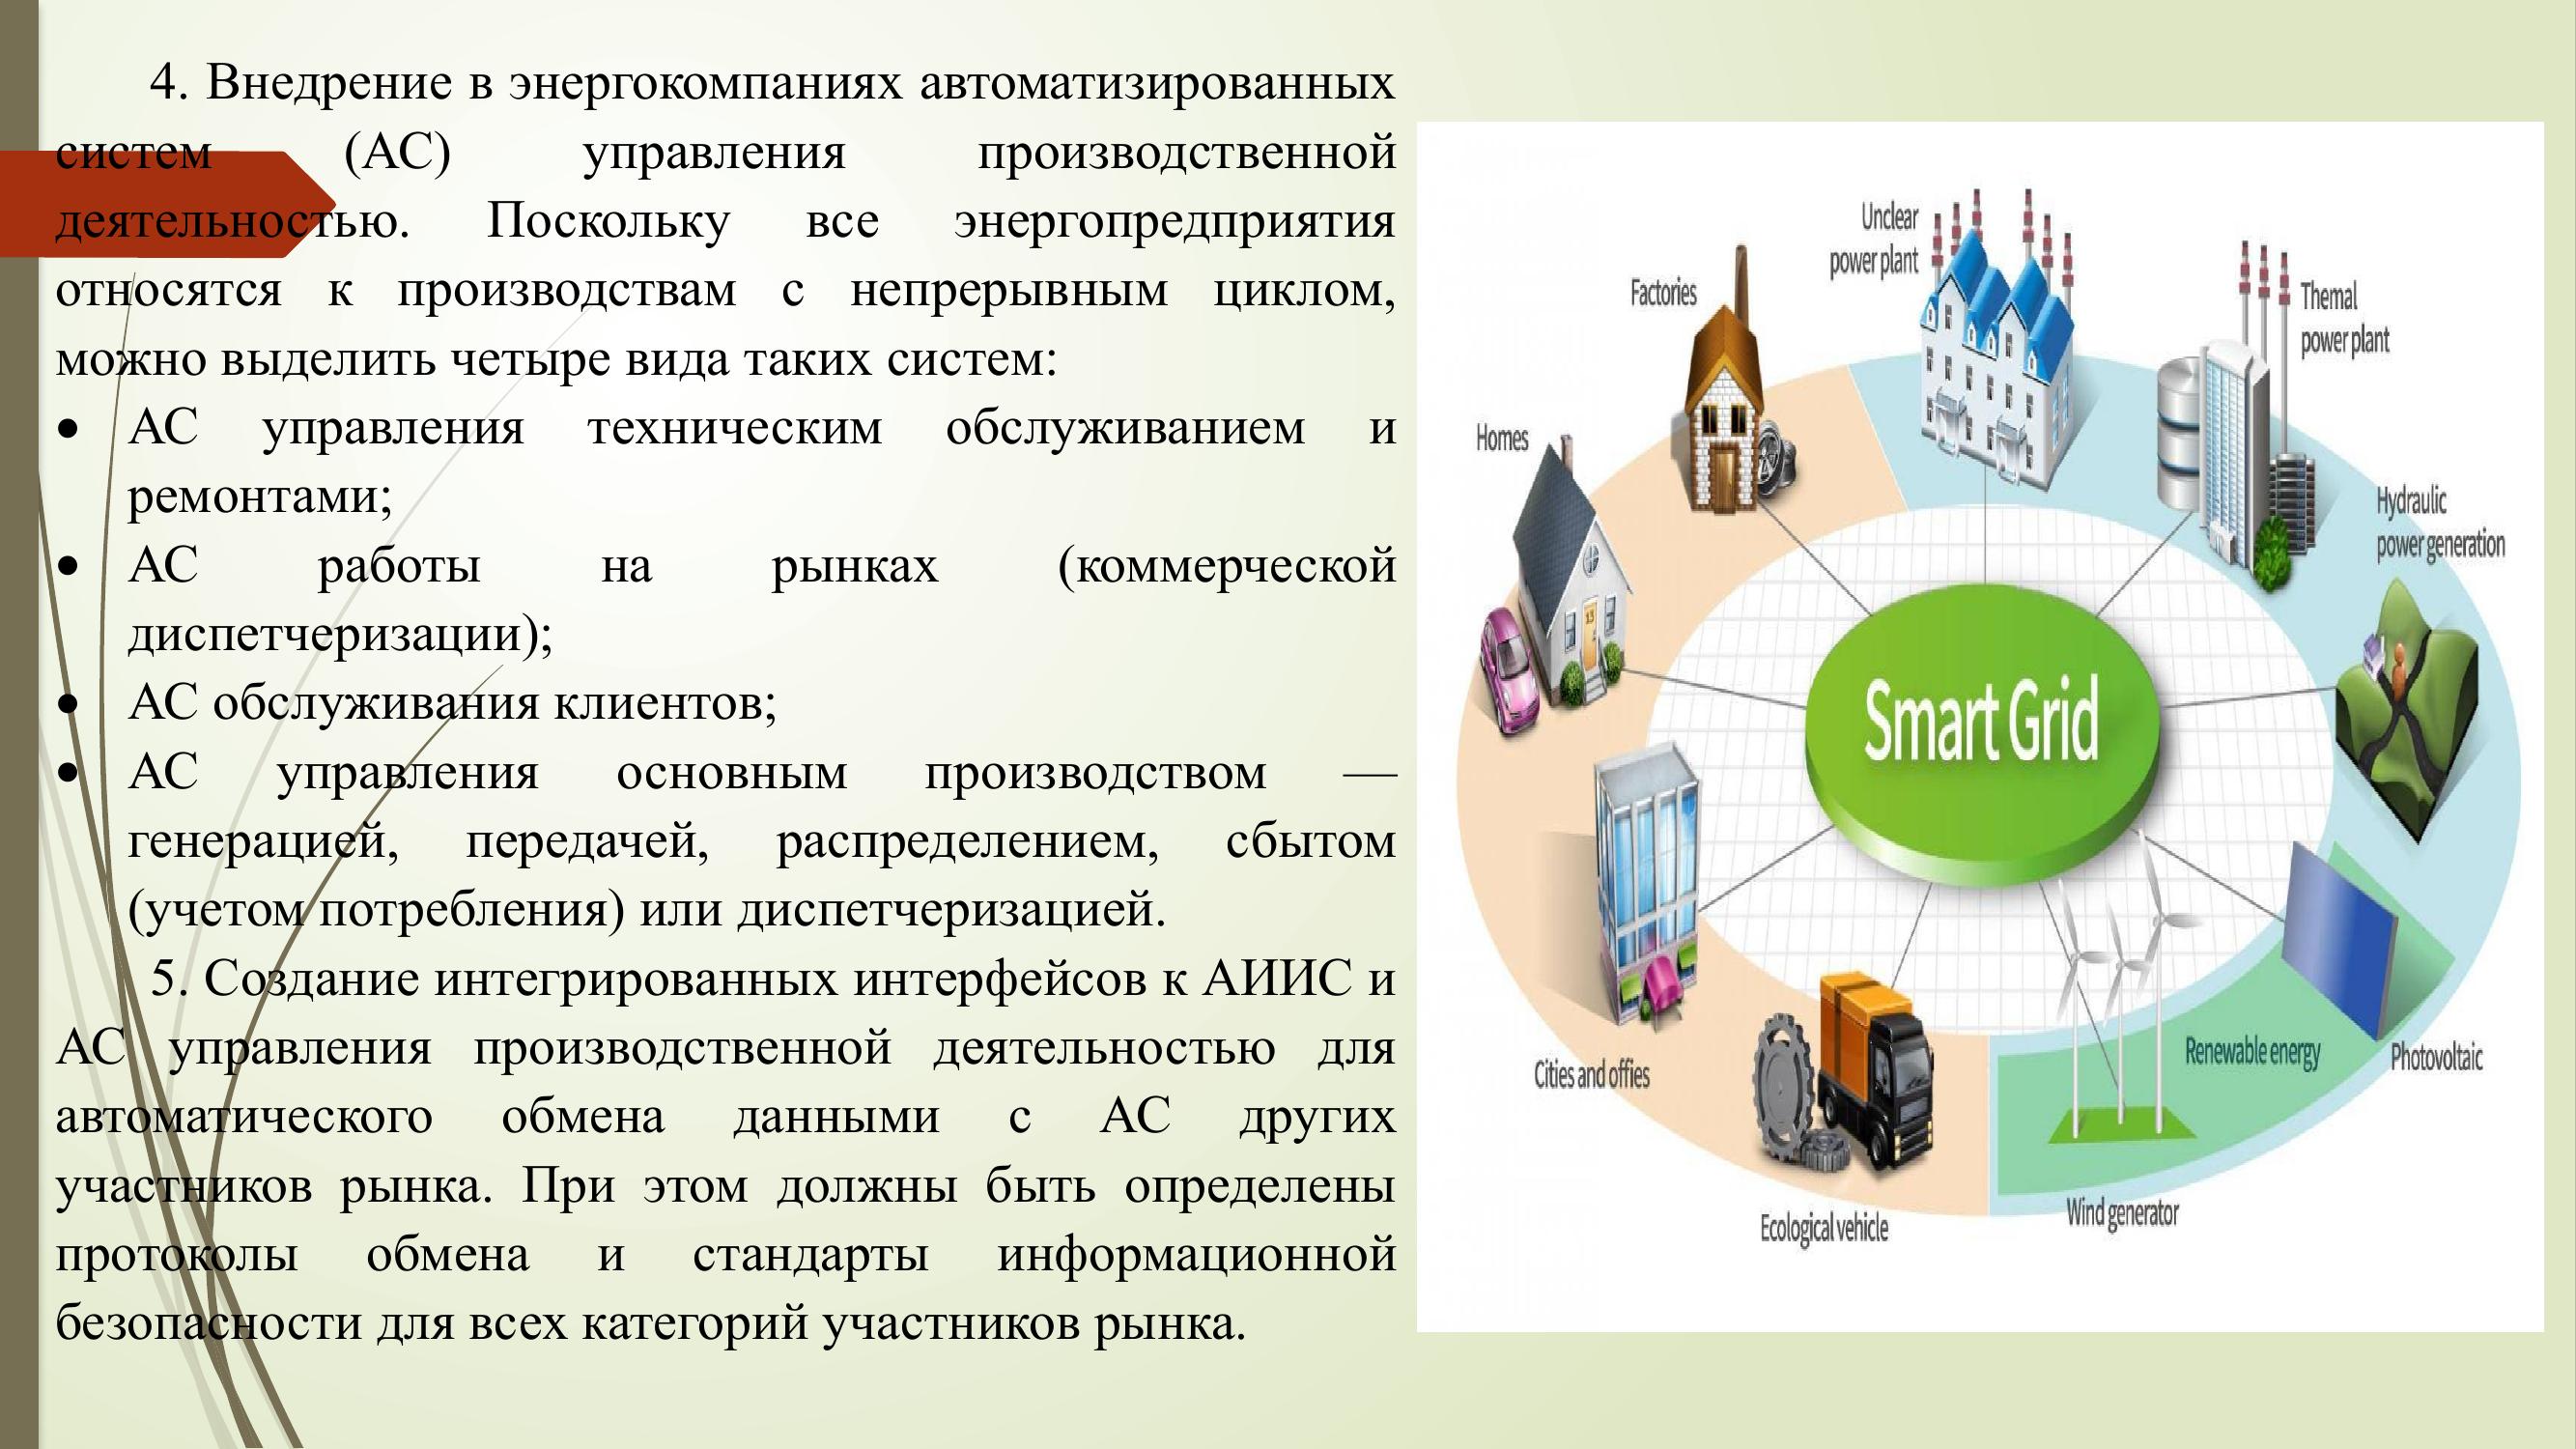 4. Внедрение в энергокомпаниях автоматизированных
систем (АС) управления производственной
деятельностью. Поскольку все энергопредприятия
относятся к производствам с непрерывным циклом,
можно выделить четыре вида таких систем:
• АС управления техническим обслуживанием и
ремонтами;
• АС работы на рынках (коммерческой
диспетчеризации);
• АС обслуживания клиентов;
• АС управления основным производством —
генерацией, передачей, распределением, сбытом
(учетом потребления) или диспетчеризацией.
5. Создание интегрированных интерфейсов к АИИС и
АС управления производственной деятельностью для
автоматического обмена данными с АС других
участников рынка. При этом должны быть определены
протоколы обмена и стандарты информационной
безопасности для всех категорий участников рынка.
Unclear
power plant
Factories
Themal
power plant
Homes
Hydraulic
power generation
Smart Grid
Renewable energy
Photovoltaic
Cities and offies
Wind generator
Ecological vehicle